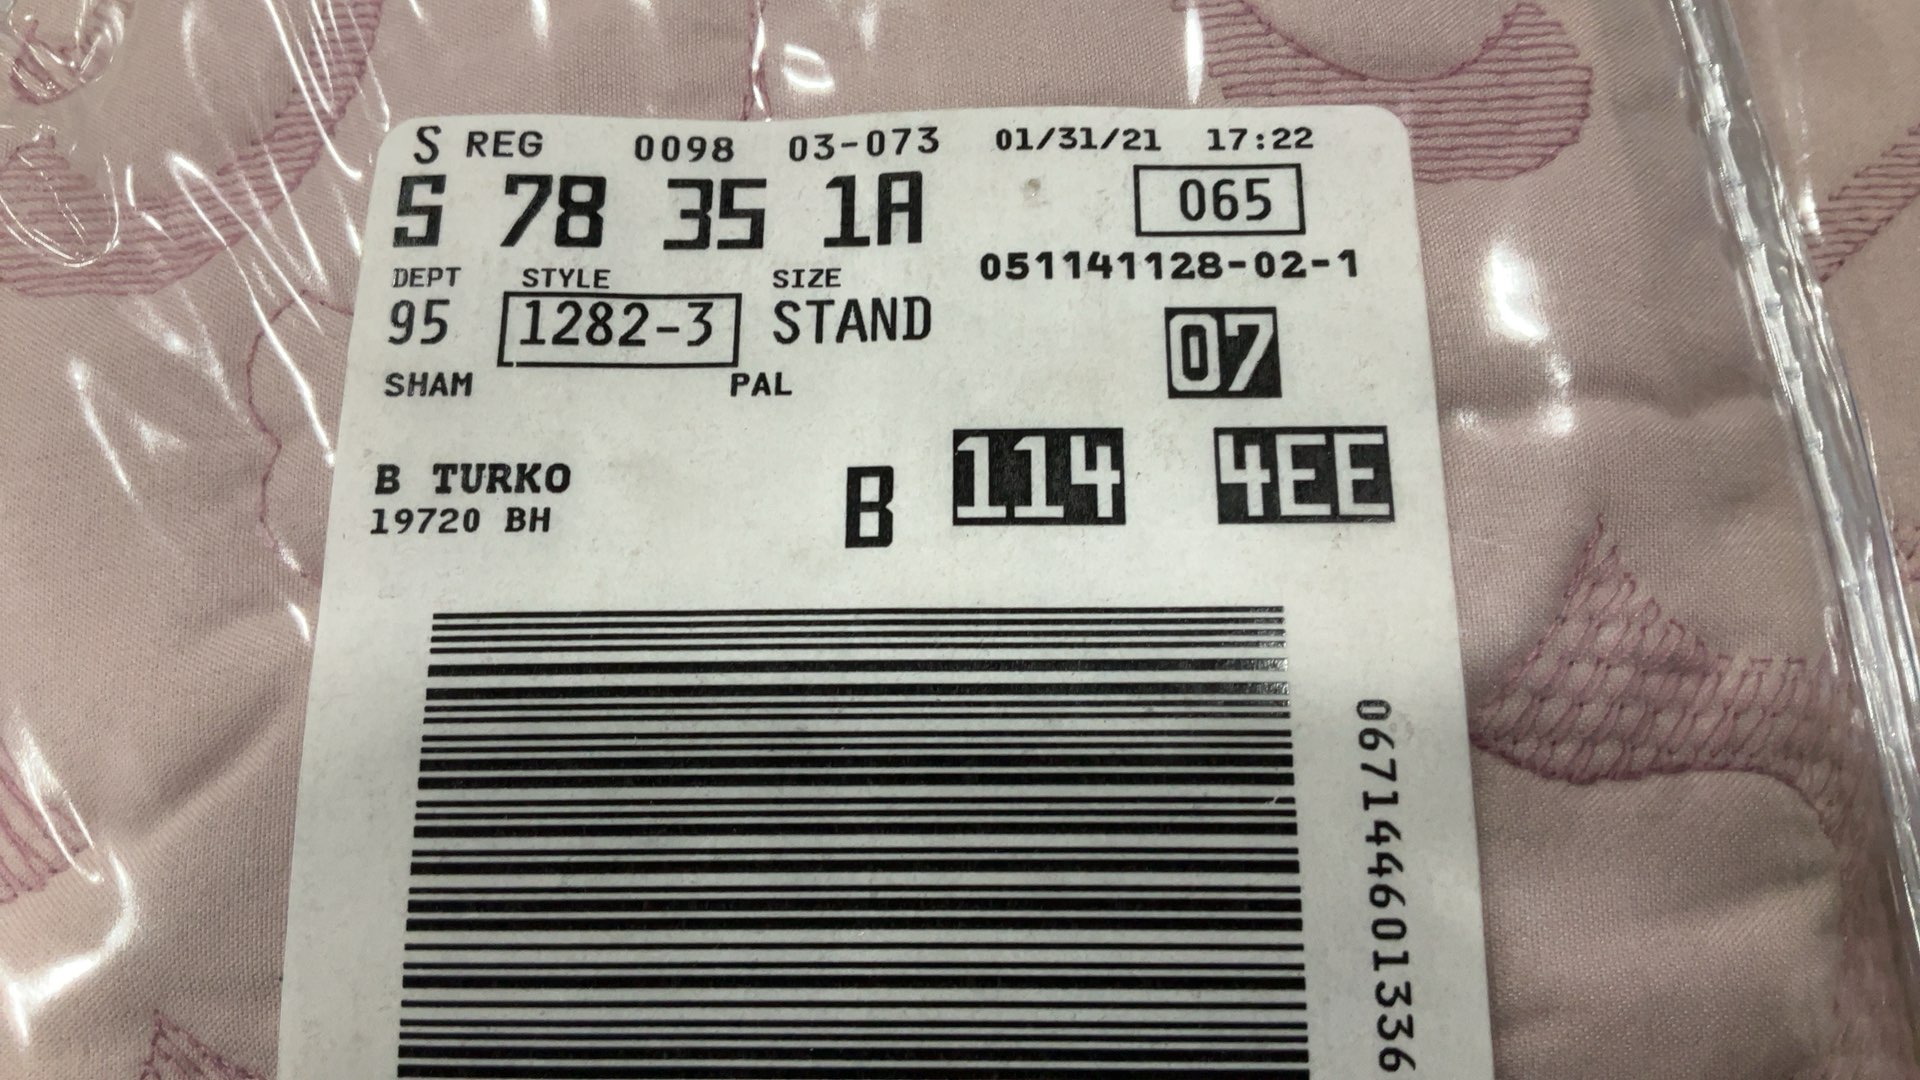 S REG 0098 03-073 01/31/21 17:22
S 78 35 1A 065
051141128-02-1
DEPT STYLE SIZE
95 1282-3 STAND 07
SHAM PAL
B TURKO B 114 4EE
19720 BH
067144601336